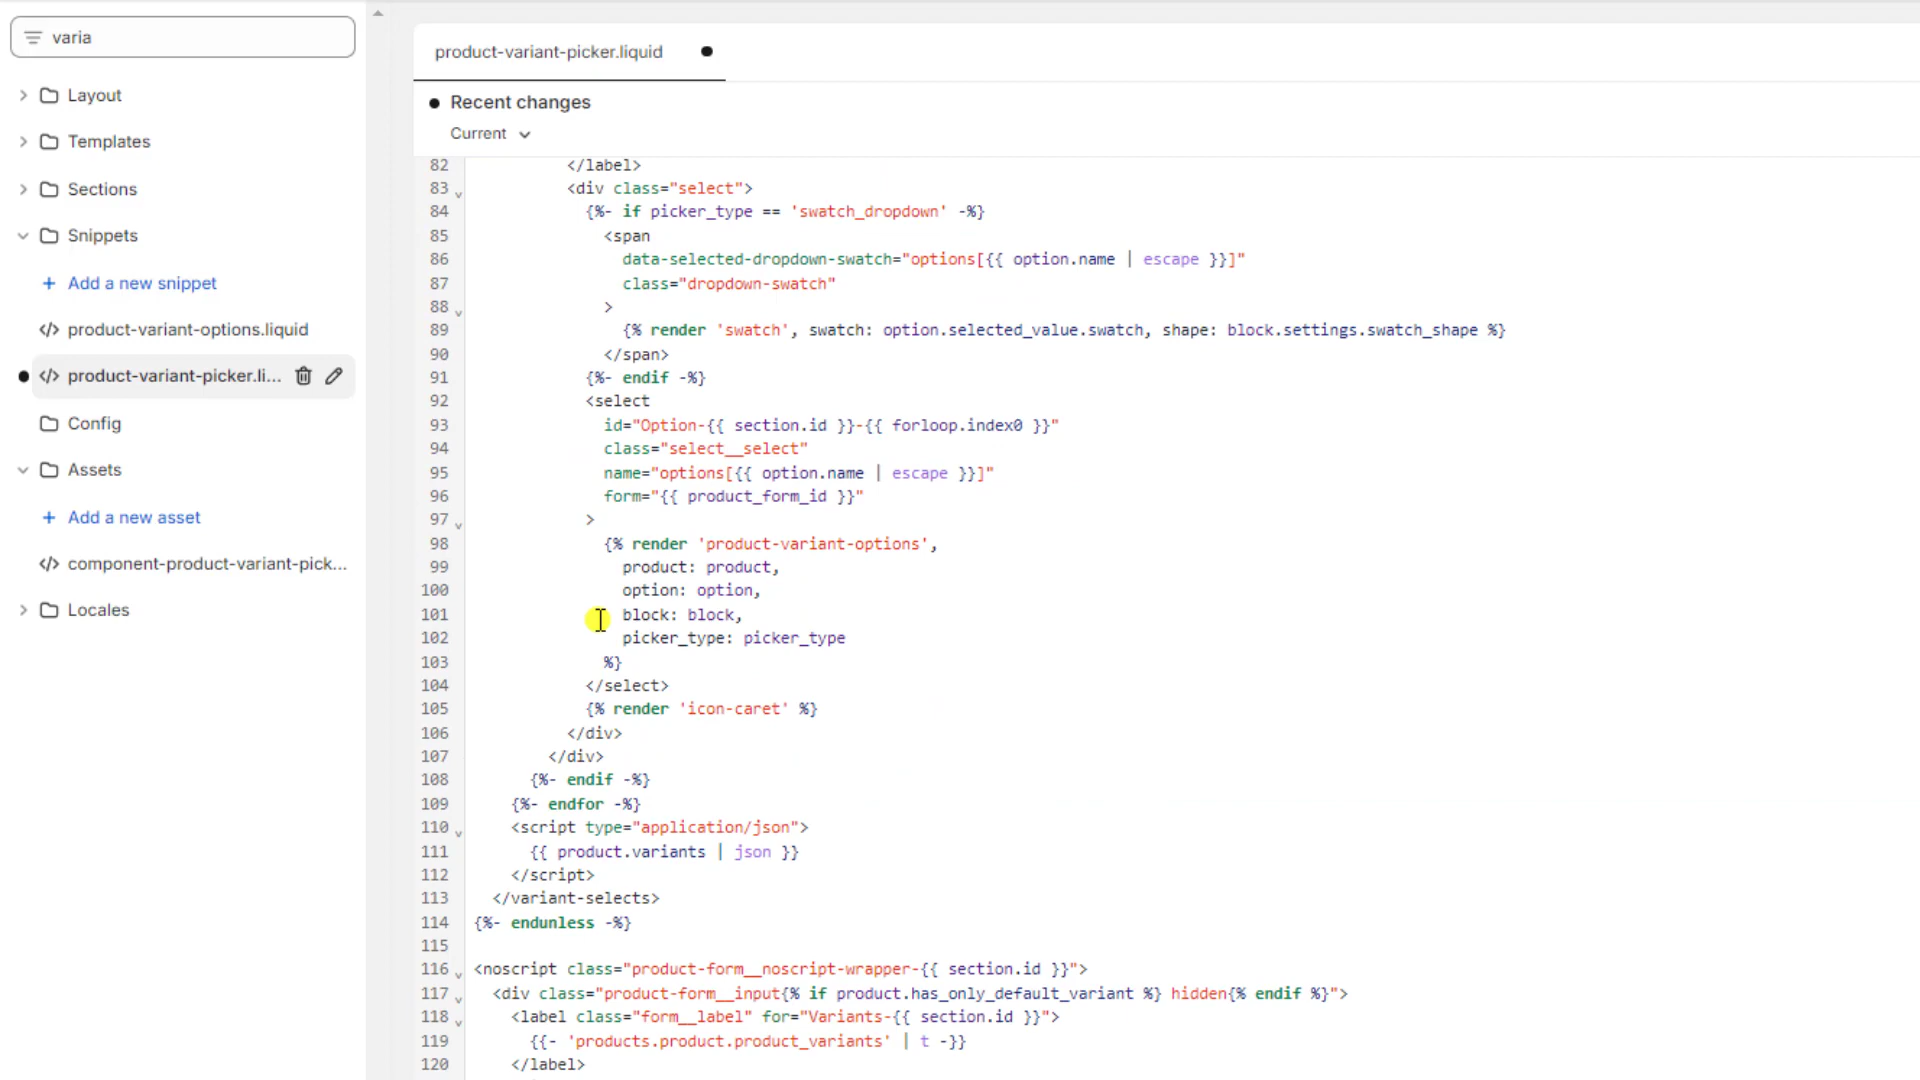 varia
Layout
Templates
Sections
Snippets
+ Add a new snippet
</> product-variant-options.liquid
</> product-variant-picker.li...
Config
Assets
+ Add a new asset
</> component-product-variant-pick...
Locales
product-variant-picker.liquid
Recent changes
Current
82 </label>
83 <div class="select">
84 {%- if picker_type == 'swatch_dropdown' -%}
85 <span
86 data-selected-dropdown-swatch="options[{{ option.name | escape }}]"
87 class="dropdown-swatch"
88 >
89 {% render 'swatch', swatch: option.selected_value.swatch, shape: block.settings.swatch_shape %}
90 </span>
91 {%- endif -%}
92 <select
93 id="Option-{{ section.id }}-{{ forloop.index0 }}"
94 class="select__select"
95 name="options[{{ option.name | escape }}]"
96 form="{{ product_form_id }}"
97 >
98 {% render 'product-variant-options',
99 product: product,
100 option: option,
101 block: block,
102 picker_type: picker_type
103 %}
104 </select>
105 {% render 'icon-caret' %}
106 </div>
107 </div>
108 {%- endif -%}
109 {%- endfor -%}
110 <script type="application/json">
111 {{ product.variants | json }}
112 </script>
113 </variant-selects>
114 {%- endunless -%}
115
116 <noscript class="product-form__noscript-wrapper-{{ section.id }}">
117 <div class="product-form__input{% if product.has_only_default_variant %} hidden{% endif %}">
118 <label class="form__label" for="Variants-{{ section.id }}">
119 {{- 'products.product.product_variants' | t -}}
120 </label>